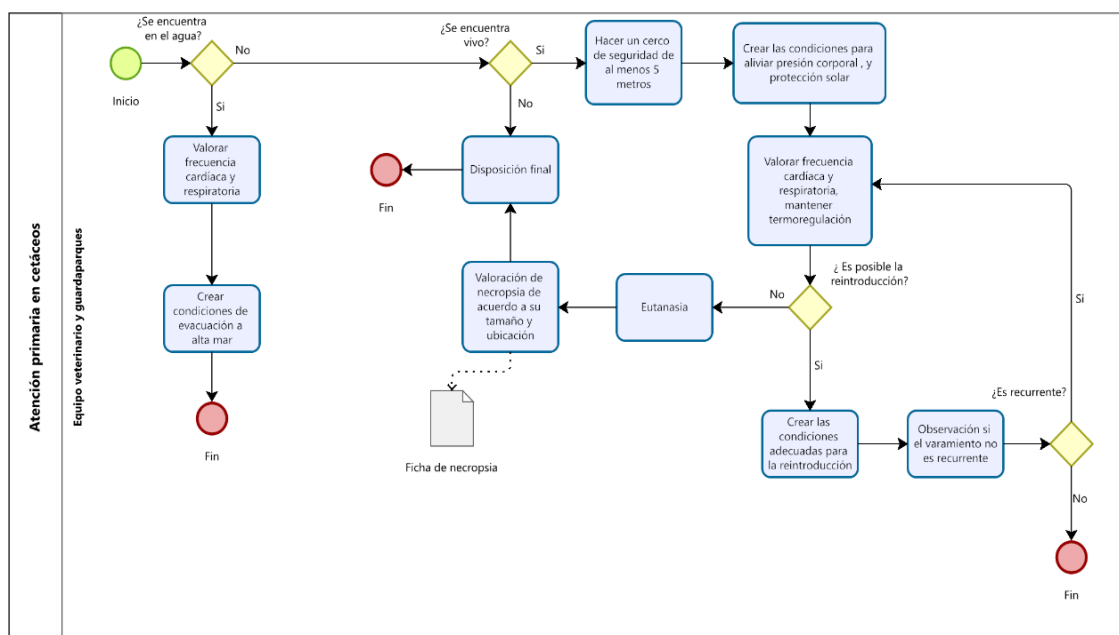 Atención primaria en cetáceos
Equipo veterinario y guardaparques
Inicio
¿Se encuentra
en el agua?
No
Si
Valorar
frecuencia
cardíaca y
respiratoria
Crear
condiciones de
evacuación a
alta mar
Fin
¿Se encuentra
vivo?
Si
No
Hacer un cerco
de seguridad de
al menos 5
metros
Crear las condiciones para
aliviar presión corporal , y
protección solar
Disposición final
Fin
Valorar frecuencia
cardíaca y
respiratoria,
mantener
termoregulación
¿ Es posible la
reintroducción?
No
Si
Eutanasia
Valoración de
necropsía de
acuerdo a su
tamaño y
ubicación
Ficha de necropsia
Crear las
condiciones
adecuadas para
la reintroducción
Observación si
el varamiento no
es recurrente
¿Es recurrente?
Si
No
Fin